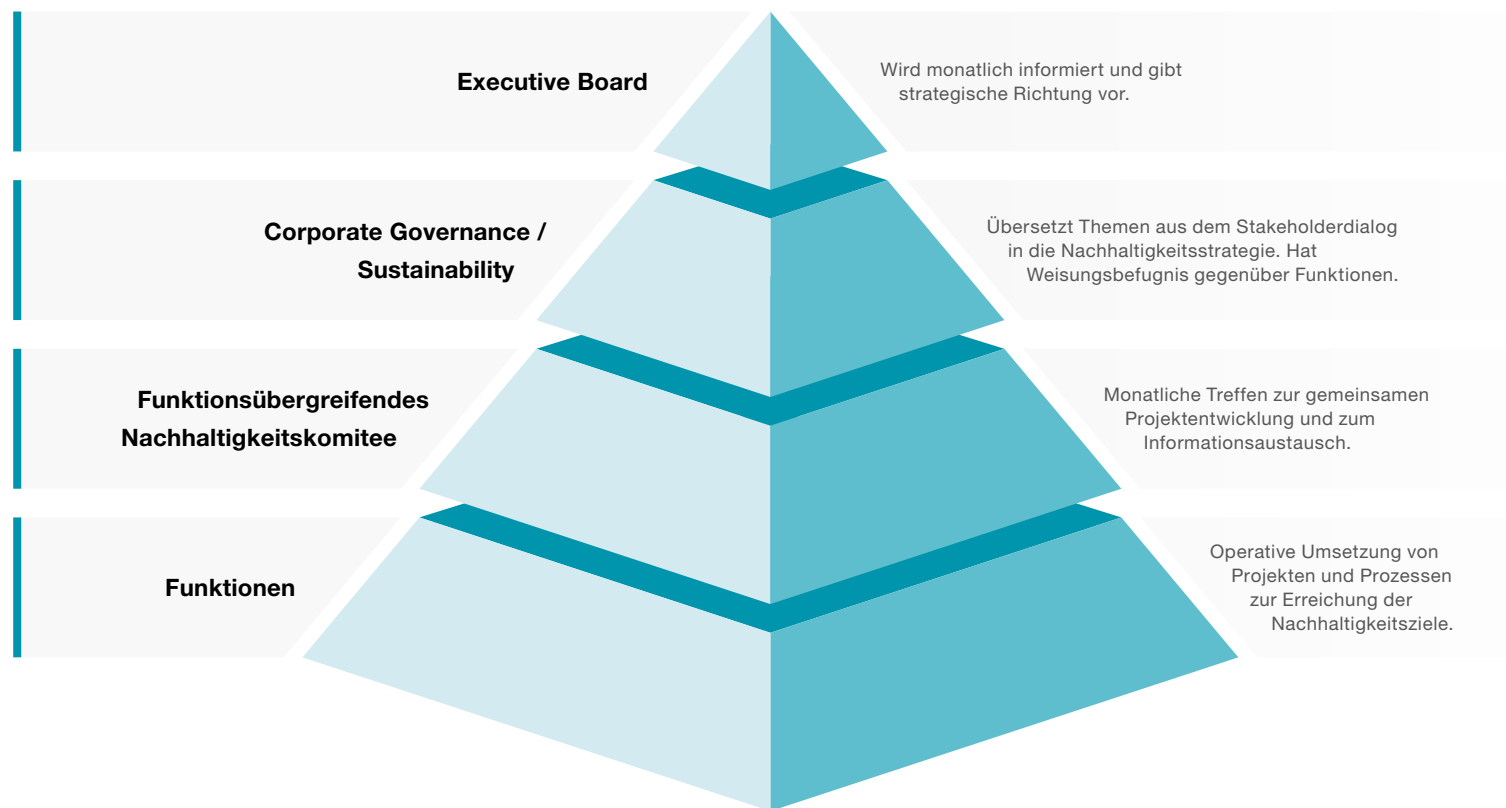 Executive Board
Wird monatlich informiert und gibt
strategische Richtung vor.
Corporate Governance /
Sustainability
Übersetzt Themen aus dem Stakeholderdialog
in die Nachhaltigkeitsstrategie. Hat
Weisungsbefugnis gegenüber Funktionen.
Funktionsübergreifendes
Nachhaltigkeitskomitee
Monatliche Treffen zur gemeinsamen
Projektentwicklung und zum
Informationsaustausch.
Funktionen
Operative Umsetzung von
Projekten und Prozessen
zur Erreichung der
Nachhaltigkeitsziele.